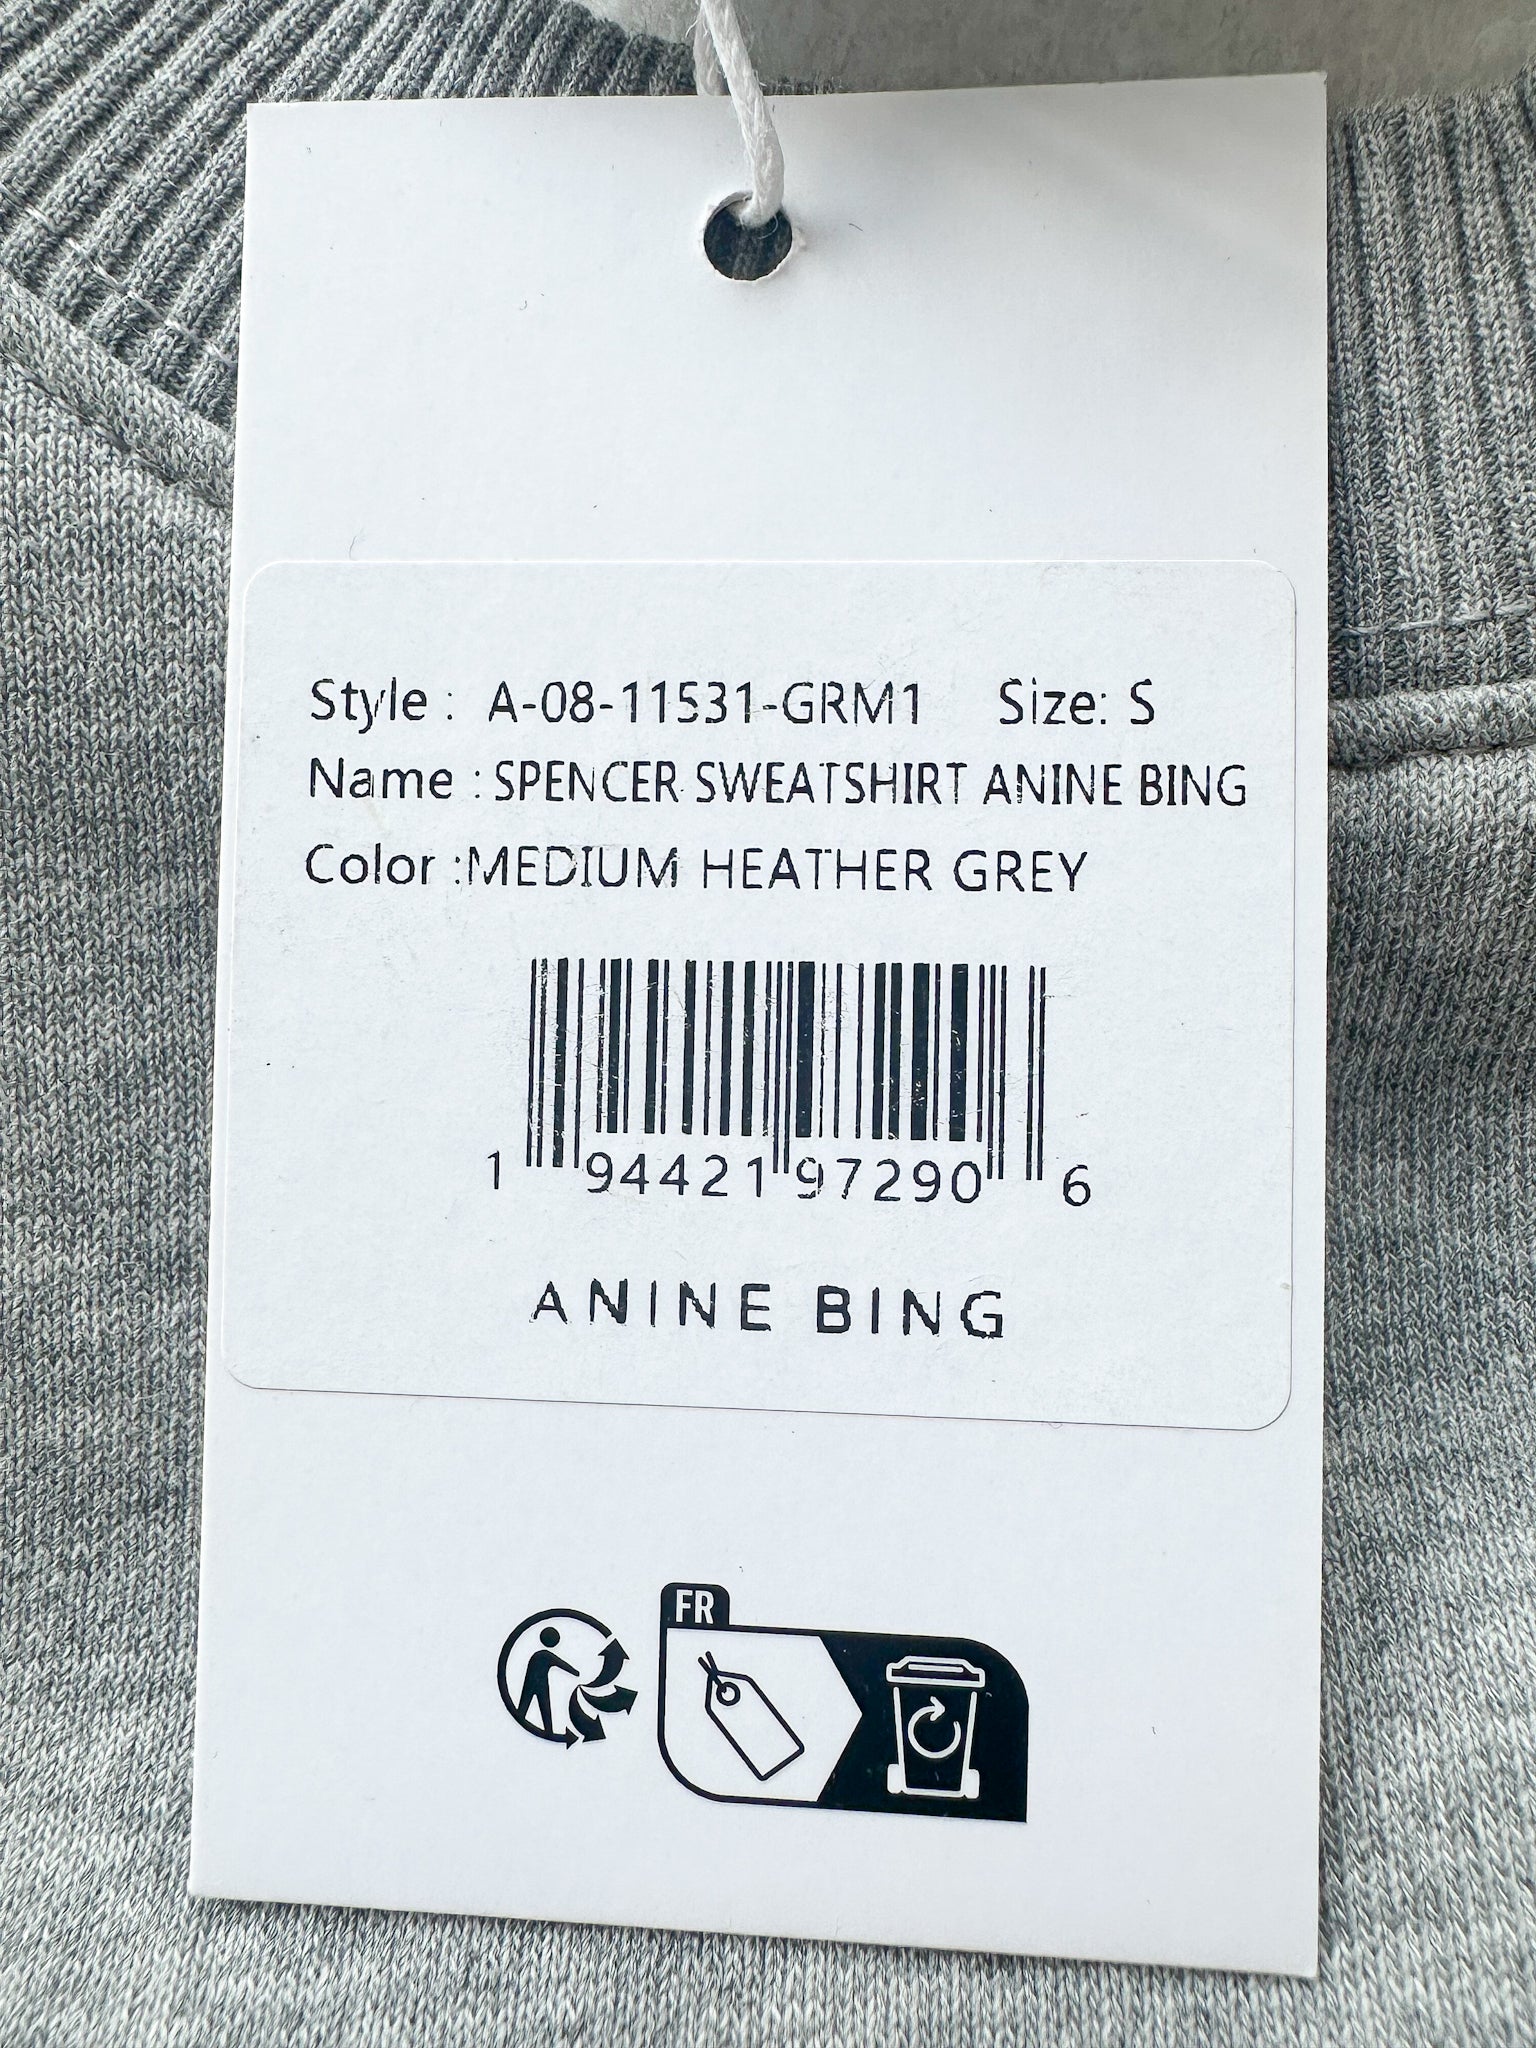 Style : A-08-11531-GRM1 Size: S
Name : SPENCER SWEATSHIRT ANINE BING
Color :MEDIUM HEATHER GREY
1 94421 97290 6
ANINE BING
FR